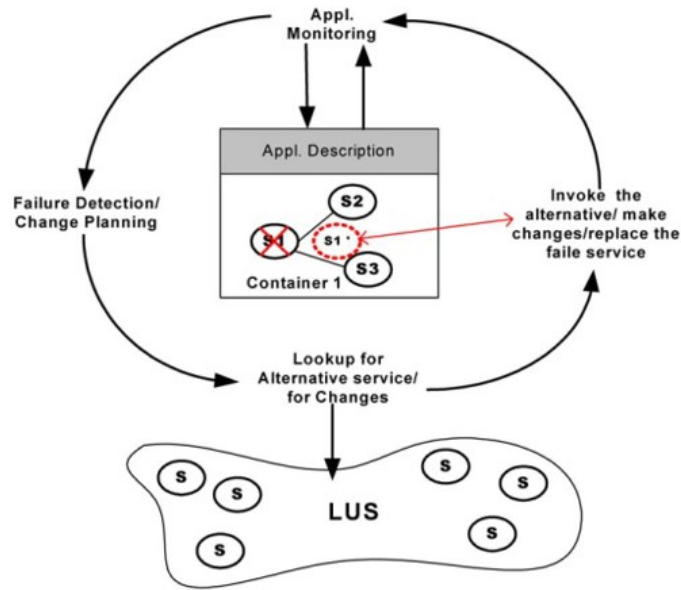 Appl.
Monitoring
Appl. Description
Failure Detection/
Change Planning
S2
S1
S1 '
S3
Container 1
Invoke the
alternative/ make
changes/replace the
faile service
Lookup for
Alternative service/
for Changes
S
S
S
LUS
S
S
S